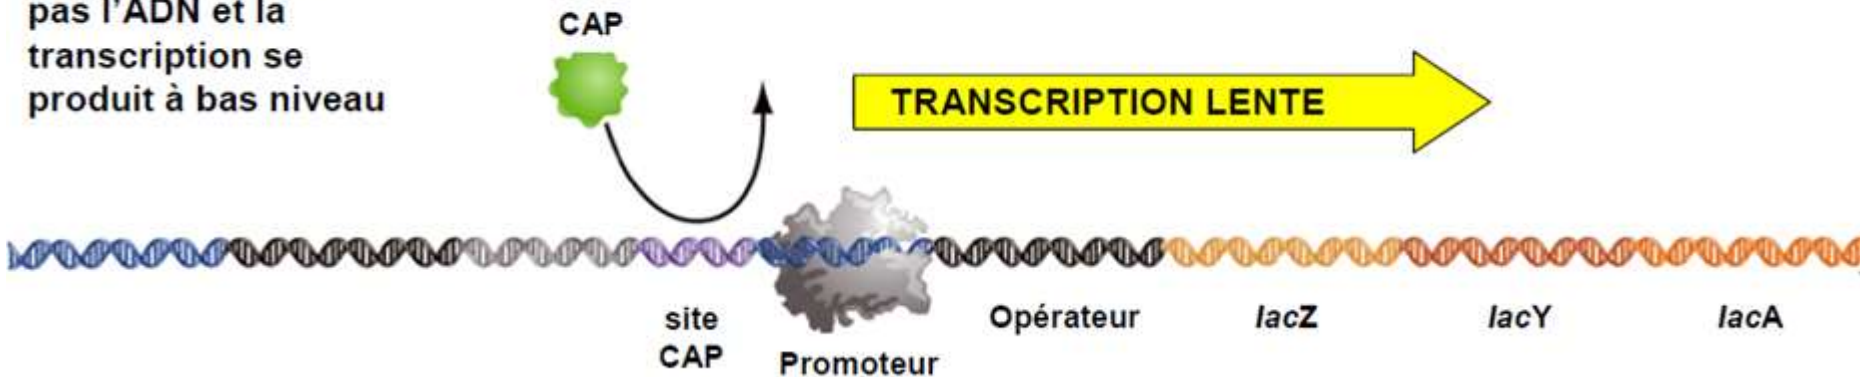 pas l'ADN et la
transcription se
produit à bas niveau
CAP
TRANSCRIPTION LENTE
site
CAP
Promoteur
Opérateur
lacZ
lacY
lacA